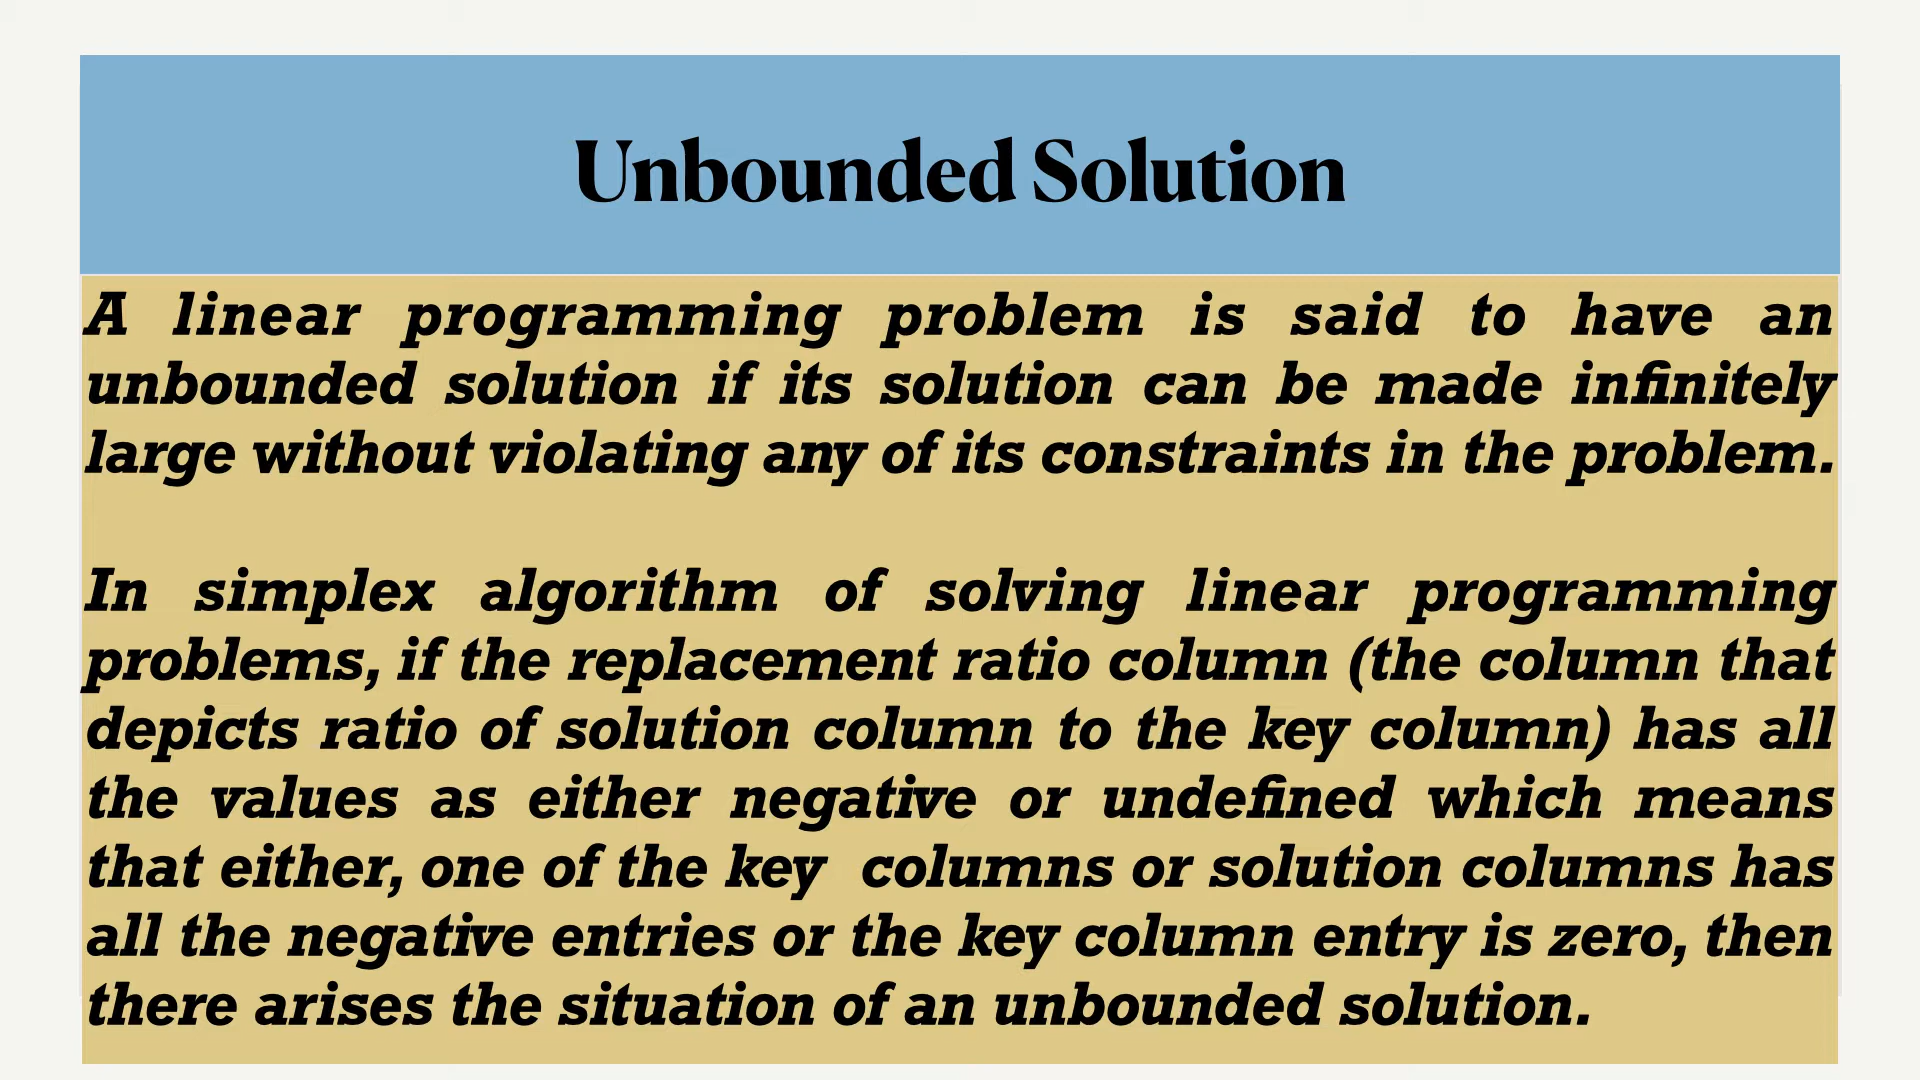 Unbounded Solution
A linear programming problem is said to have an
unbounded solution if its solution can be made infinitely
large without violating any of its constraints in the problem.
In simplex algorithm of solving linear programming
problems, if the replacement ratio column (the column that
depicts ratio of solution column to the key column) has all
the values as either negative or undefined which means
that either, one of the key columns or solution columns has
all the negative entries or the key column entry is zero, then
there arises the situation of an unbounded solution.